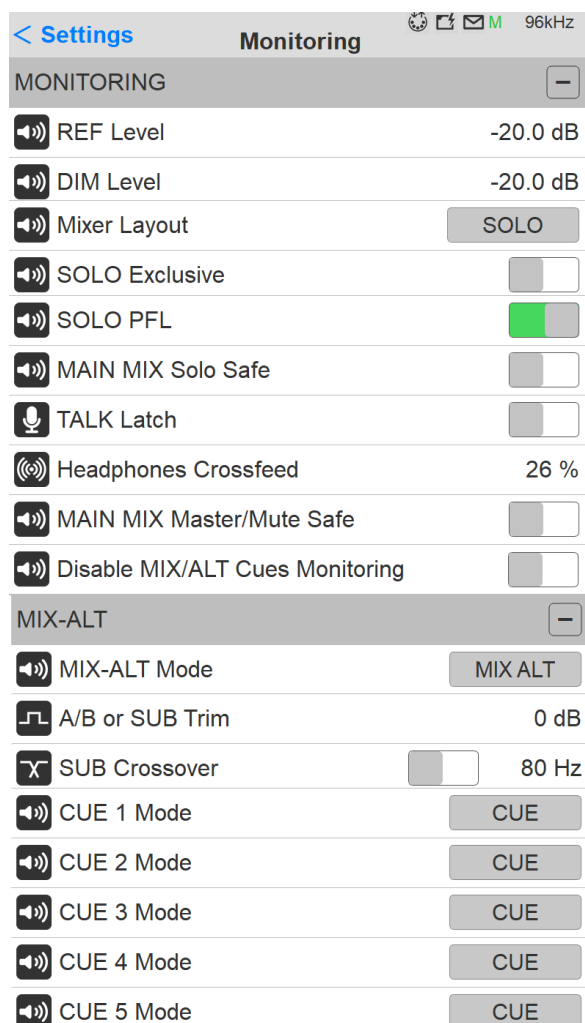 < Settings Monitoring M 96kHz
MONITORING −
REF Level -20.0 dB
DIM Level -20.0 dB
Mixer Layout SOLO
SOLO Exclusive
SOLO PFL
MAIN MIX Solo Safe
TALK Latch
Headphones Crossfeed 26 %
MAIN MIX Master/Mute Safe
Disable MIX/ALT Cues Monitoring
MIX-ALT −
MIX-ALT Mode MIX ALT
A/B or SUB Trim 0 dB
SUB Crossover 80 Hz
CUE 1 Mode CUE
CUE 2 Mode CUE
CUE 3 Mode CUE
CUE 4 Mode CUE
CUE 5 Mode CUE